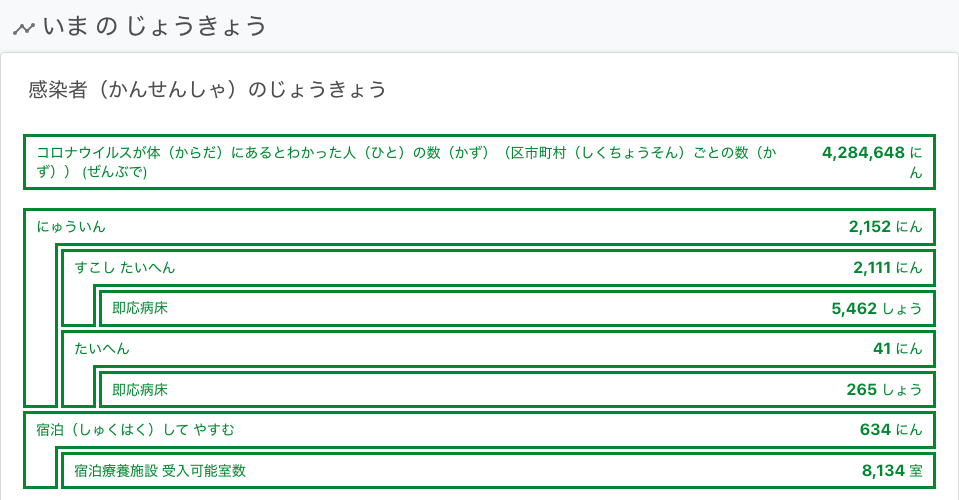 いま の じょうきょう
感染者（かんせんしゃ）のじょうきょう
コロナウイルスが体（からだ）にあるとわかった人（ひと）の数（かず）（区市町村（しくちょうそん）ごとの数（か
ず）） (ぜんぶで)
4,284,648 に
ん
にゅういん 2,152 にん
すこし たいへん 2,111 にん
即応病床 5,462 しょう
たいへん 41 にん
即応病床 265 しょう
宿泊（しゅくはく）して やすむ 634 にん
宿泊療養施設 受入可能室数 8,134 室